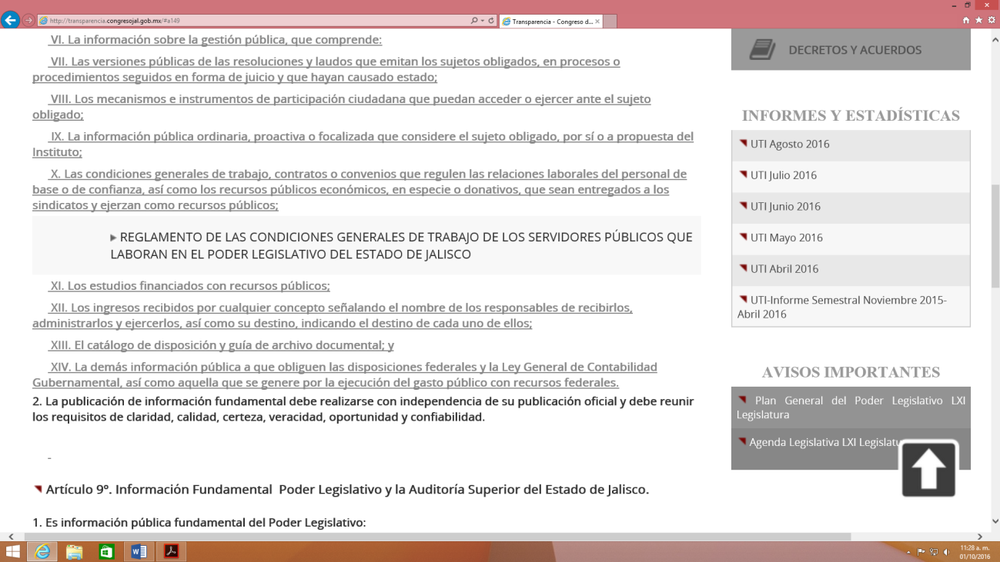 http://transparencia.congresojal.gob.mx/#a149
Transparencia - Congreso d...
VI. La información sobre la gestión pública, que comprende:
VII. Las versiones públicas de las resoluciones y laudos que emitan los sujetos obligados, en procesos o
procedimientos seguidos en forma de juicio y que hayan causado estado;
VIII. Los mecanismos e instrumentos de participación ciudadana que puedan acceder o ejercer ante el sujeto
obligado;
IX. La información pública ordinaria, proactiva o focalizada que considere el sujeto obligado, por sí o a propuesta del
Instituto;
X. Las condiciones generales de trabajo, contratos o convenios que regulen las relaciones laborales del personal de
base o de confianza, así como los recursos públicos económicos, en especie o donativos, que sean entregados a los
sindicatos y ejerzan como recursos públicos;
REGLAMENTO DE LAS CONDICIONES GENERALES DE TRABAJO DE LOS SERVIDORES PÚBLICOS QUE
LABORAN EN EL PODER LEGISLATIVO DEL ESTADO DE JALISCO
XI. Los estudios financiados con recursos públicos;
XII. Los ingresos recibidos por cualquier concepto señalando el nombre de los responsables de recibirlos,
administrarlos y ejercerlos, así como su destino, indicando el destino de cada uno de ellos;
XIII. El catálogo de disposición y guía de archivo documental; y
XIV. La demás información pública a que obliguen las disposiciones federales y la Ley General de Contabilidad
Gubernamental, así como aquella que se genere por la ejecución del gasto público con recursos federales.
2. La publicación de información fundamental debe realizarse con independencia de su publicación oficial y debe reunir
los requisitos de claridad, calidad, certeza, veracidad, oportunidad y confiabilidad.
Artículo 9°. Información Fundamental Poder Legislativo y la Auditoría Superior del Estado de Jalisco.
1. Es información pública fundamental del Poder Legislativo:
DECRETOS Y ACUERDOS
INFORMES Y ESTADÍSTICAS
UTI Agosto 2016
UTI Julio 2016
UTI Junio 2016
UTI Mayo 2016
UTI Abril 2016
UTI-Informe Semestral Noviembre 2015-
Abril 2016
AVISOS IMPORTANTES
Plan General del Poder Legislativo LXI
Legislatura
Agenda Legislativa LXI Legislatu
11:28 a. m.
01/10/2016